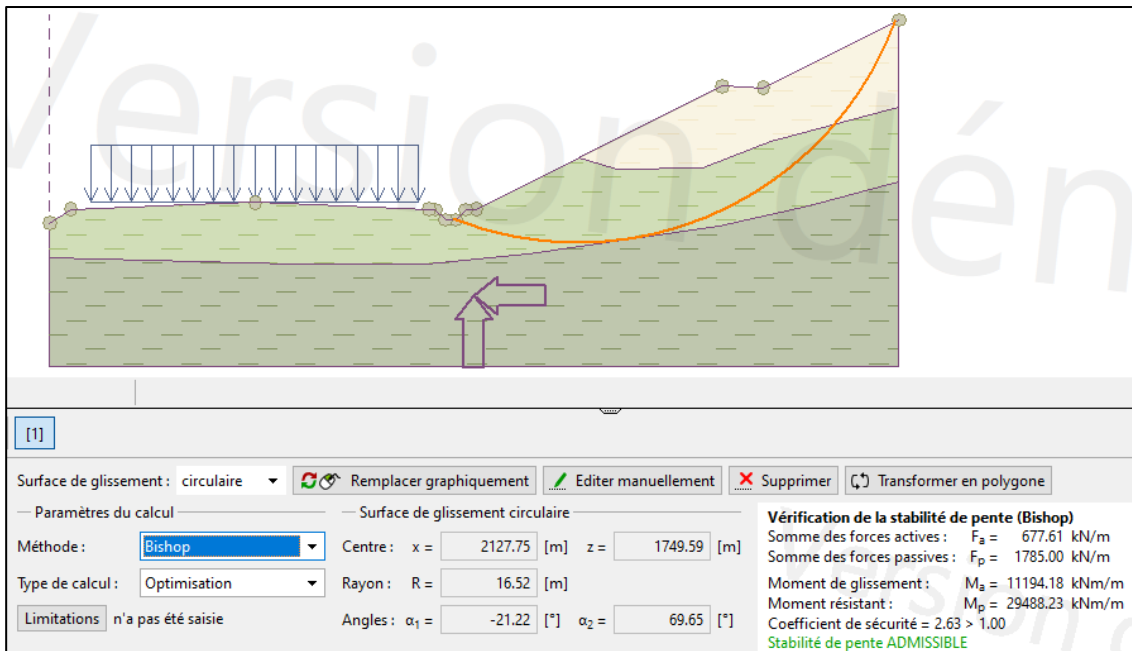 Version dém
[1]
Surface de glissement : circulaire Remplacer graphiquement Editer manuellement Supprimer Transformer en polygone
Paramètres du calcul
Méthode : Bishop
Type de calcul : Optimisation
Limitations n'a pas été saisie
Surface de glissement circulaire
Centre : x = 2127.75 [m] z = 1749.59 [m]
Rayon : R = 16.52 [m]
Angles : α1 = -21.22 [°] α2 = 69.65 [°]
Vérification de la stabilité de pente (Bishop)
Somme des forces actives : Fa = 677.61 kN/m
Somme des forces passives : Fp = 1785.00 kN/m
Moment de glissement : Ma = 11194.18 kNm/m
Moment résistant : Mp = 29488.23 kNm/m
Coefficient de sécurité = 2.63 > 1.00
Stabilité de pente ADMISSIBLE